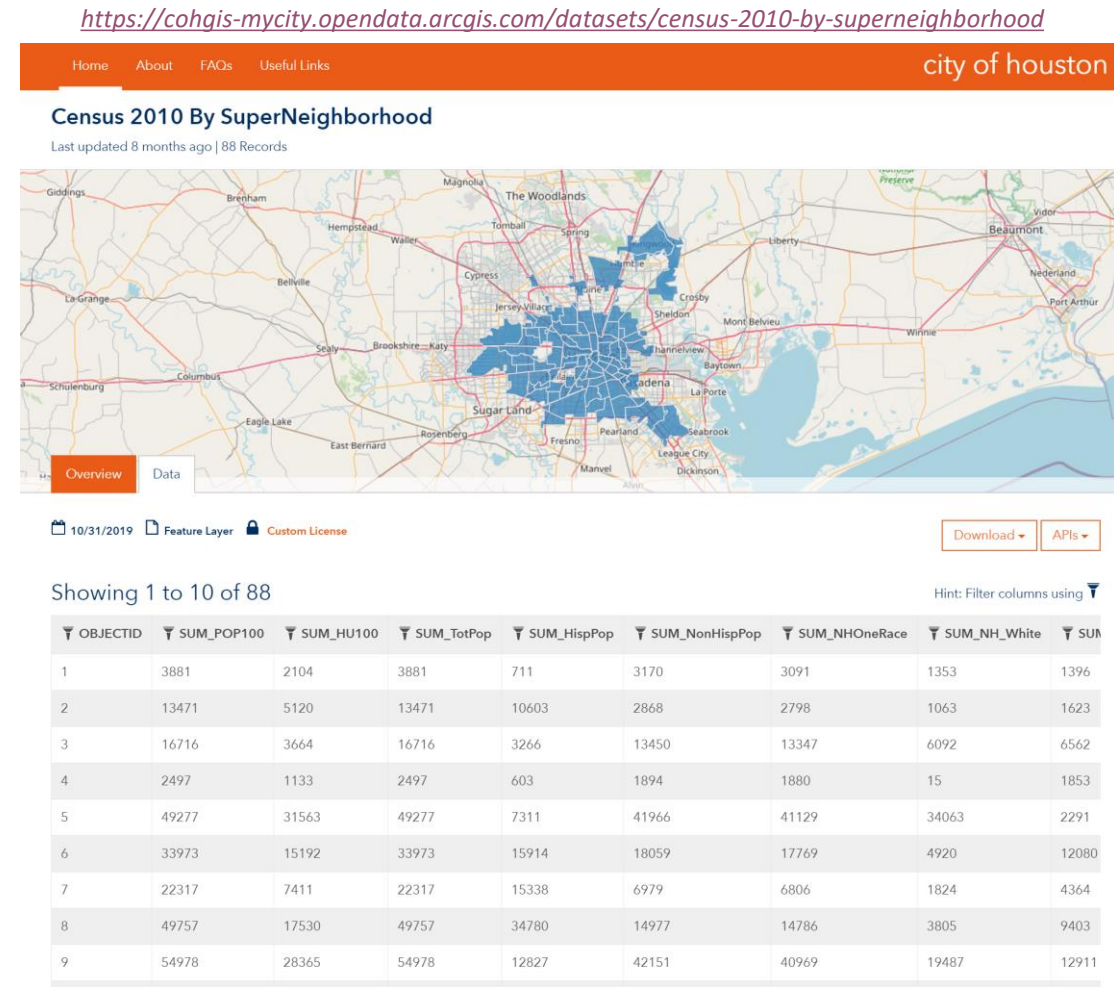 https://cohgis-mycity.opendata.arcgis.com/datasets/census-2010-by-superneighborhood
Home About FAQs Useful Links city of houston
Census 2010 By SuperNeighborhood
Last updated 8 months ago | 88 Records
Giddings
Brenham
Magnolia
The Woodlands
Preserve
Vidor
Beaumont
Hempstead
Waller
Tomball
Spring
Liberty
Bellville
Cypress
Nederland
La Grange
Jersey Village
Crosby
Sheldon
Mont Belvieu
Port Arthur
Winnie
Sealy
Brookshire
Katy
Channelview
Baytown
Schulenburg
Columbus
La Porte
Sugar Land
Eagle Lake
Rosenberg
Pearland
Seabrook
East Bernard
Fresno
League City
Manvel
Dickinson
Alvin
Overview Data
10/31/2019 Feature Layer Custom License
Download APIs
Showing 1 to 10 of 88
Hint: Filter columns using
OBJECTID SUM_POP100 SUM_HU100 SUM_TotPop SUM_HispPop SUM_NonHispPop SUM_NHOneRace SUM_NH_White
1 3881 2104 3881 711 3170 3091 1353 1396
2 13471 5120 13471 10603 2868 2798 1063 1623
3 16716 3664 16716 3266 13450 13347 6092 6562
4 2497 1133 2497 603 1894 1880 15 1853
5 49277 31563 49277 7311 41966 41129 34063 2291
6 33973 15192 33973 15914 18059 17769 4920 12080
7 22317 7411 22317 15338 6979 6806 1824 4364
8 49757 17530 49757 34780 14977 14786 3805 9403
9 54978 28365 54978 12827 42151 40969 19487 12911